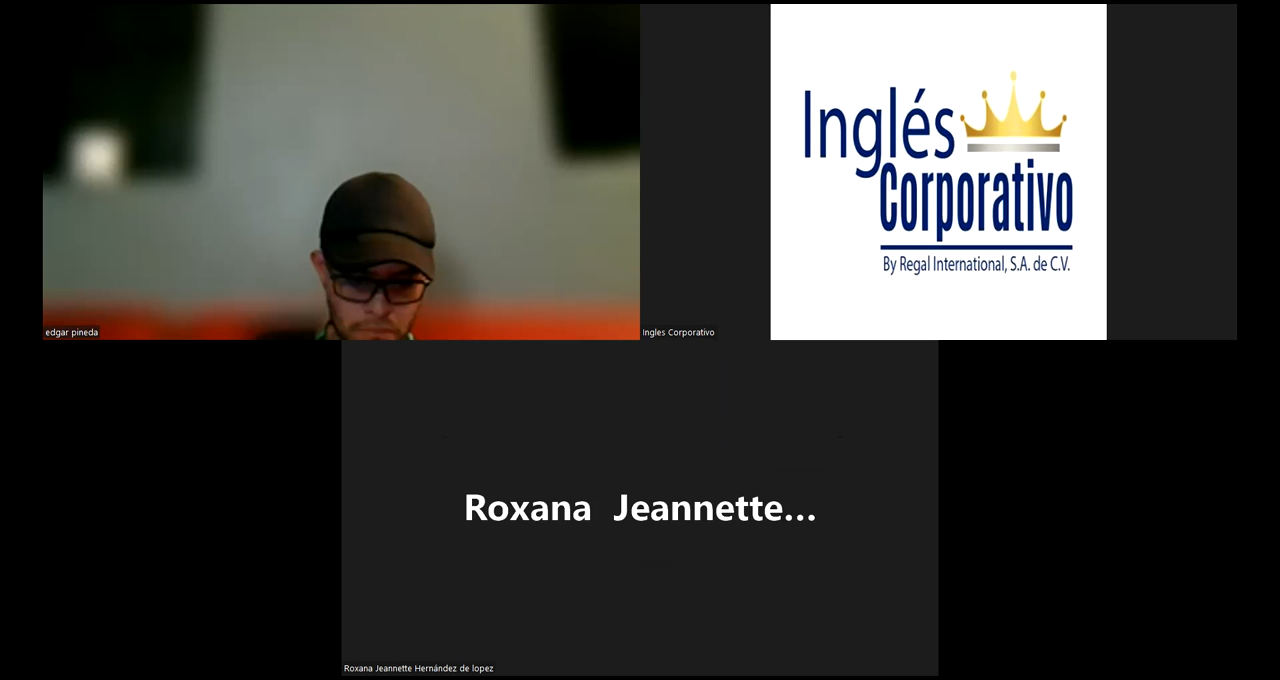 edgar pineda
Inglés
Corporativo
By Regal International, S.A. de C.V.
Ingles Corporativo
Roxana Jeannette...
Roxana Jeannette Hernández de lopez